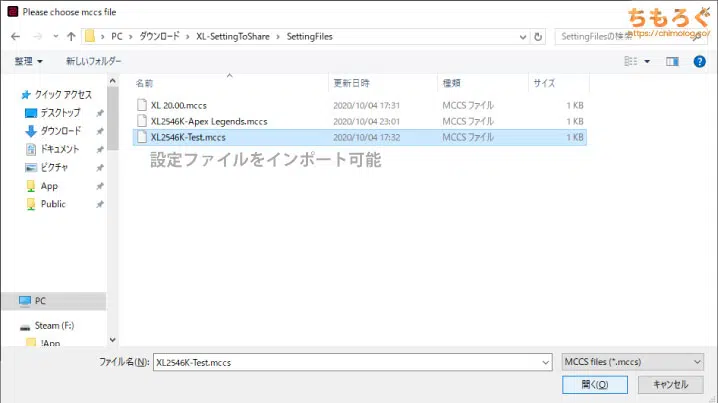 Please choose mccs file
ちもろぐ
https://chimolog.co/
PC › ダウンロード › XL-SettingToShare › SettingFiles
SettingFilesの検索
整理 新しいフォルダー
名前 更新日時 種類 サイズ
クイック アクセス
デスクトップ
ダウンロード
ドキュメント
ピクチャ
App
Public
PC
Steam (F:)
!App
XL 20.00.mccs 2020/10/04 17:31 MCCS ファイル 1 KB
XL2546K-Apex Legends.mccs 2020/10/04 23:01 MCCS ファイル 1 KB
XL2546K-Test.mccs 2020/10/04 17:32 MCCS ファイル 1 KB
設定ファイルをインポート可能
ファイル名(N): XL2546K-Test.mccs MCCS files (*.mccs)
開く(O) キャンセル